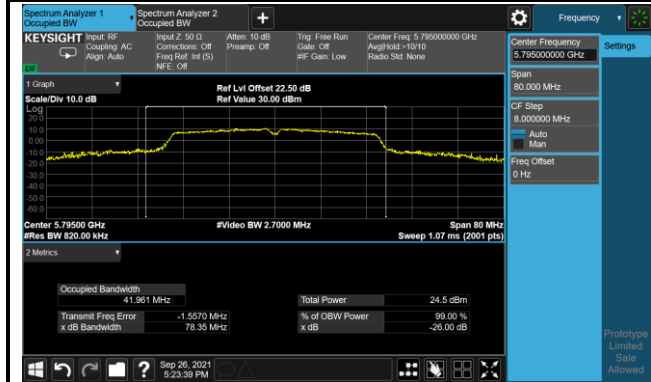 Spectrum Analyzer 1
Occupied BW
Spectrum Analyzer 2
Occupied BW
+
Frequency
KEYSIGHT
Input: RF
Coupling: AC
Align: Auto
Input Z: 50 Ω
Corrections: Off
Freq Ref: Int (S)
NFE: Off
Atten: 10 dB
Preamp: Off
Trig: Free Run
Gate: Off
#IF Gain: Low
Center Freq: 5.795000000 GHz
Avg|Hold:>10/10
Radio Std: None
Center Frequency
5.795000000 GHz
Settings
Span
80.000 MHz
CF Step
8.000000 MHz
Auto
Man
Freq Offset
0 Hz
1 Graph
Scale/Div 10.0 dB
Ref Lvl Offset 22.50 dB
Ref Value 30.00 dBm
Log
20.0
10.0
0.00
-10.0
-20.0
-30.0
-40.0
-50.0
-60.0
Center 5.79500 GHz
#Res BW 820.00 kHz
#Video BW 2.7000 MHz
Span 80 MHz
Sweep 1.07 ms (2001 pts)
2 Metrics
Occupied Bandwidth
41.961 MHz
Total Power 24.5 dBm
Transmit Freq Error -1.5570 MHz
% of OBW Power 99.00 %
x dB Bandwidth 78.35 MHz
x dB -26.00 dB
Prototype
Limited
Sale
Allowed
?
Sep 26, 2021
5:23:39 PM